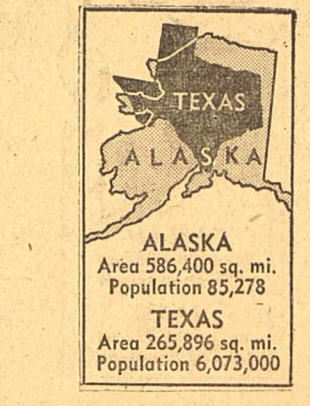 TEXAS
ALASKA
ALASKA
Area 586,400 sq. mi.
Population 85,278
TEXAS
Area 265,896 sq. mi.
Population 6,073,000